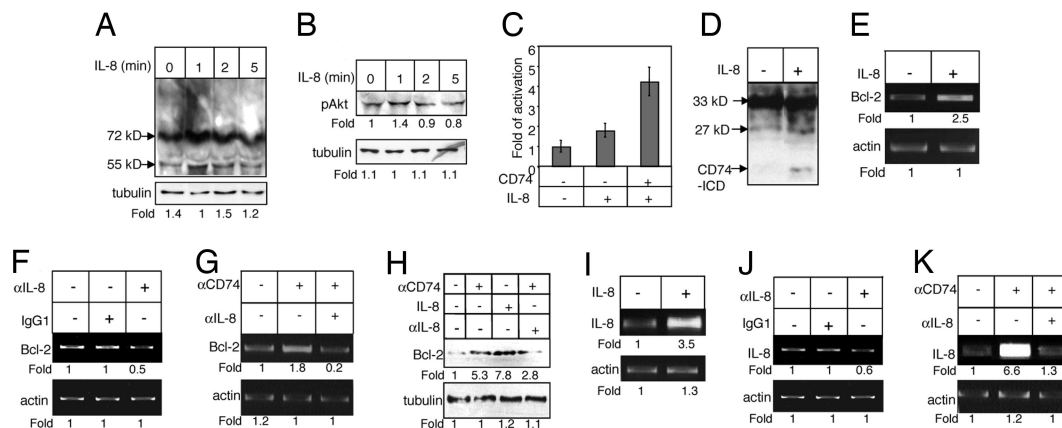 A
IL-8 (min) 0 1 2 5
72 kD
55 kD
tubulin
Fold 1.4 1 1.5 1.2
B
IL-8 (min) 0 1 2 5
pAkt
Fold 1 1.4 0.9 0.8
tubulin
Fold 1.1 1 1.1 1.1
C
Fold of activation
6
5
4
3
2
1
0
CD74 - - +
IL-8 - + +
D
IL-8 - +
33 kD
27 kD
CD74
-ICD
E
IL-8 - +
Bcl-2
Fold 1 2.5
actin
Fold 1 1
F
αIL-8 - - +
IgG1 - + -
Bcl-2
Fold 1 1 0.5
actin
Fold 1 1 1
G
αCD74 - + +
αIL-8 - - +
Bcl-2
Fold 1 1.8 0.2
actin
Fold 1.2 1 1
H
αCD74 - + - +
IL-8 - - + -
αIL-8 - - - +
Bcl-2
Fold 1 5.3 7.8 2.8
tubulin
Fold 1 1 1.2 1.1
I
IL-8 - +
IL-8
Fold 1 3.5
actin
Fold 1 1.3
J
αIL-8 - - +
IgG1 - + -
IL-8
Fold 1 1 0.6
actin
Fold 1 1 1
K
αCD74 - + +
αIL-8 - - +
IL-8
Fold 1 6.6 1.3
actin
Fold 1 1.2 1